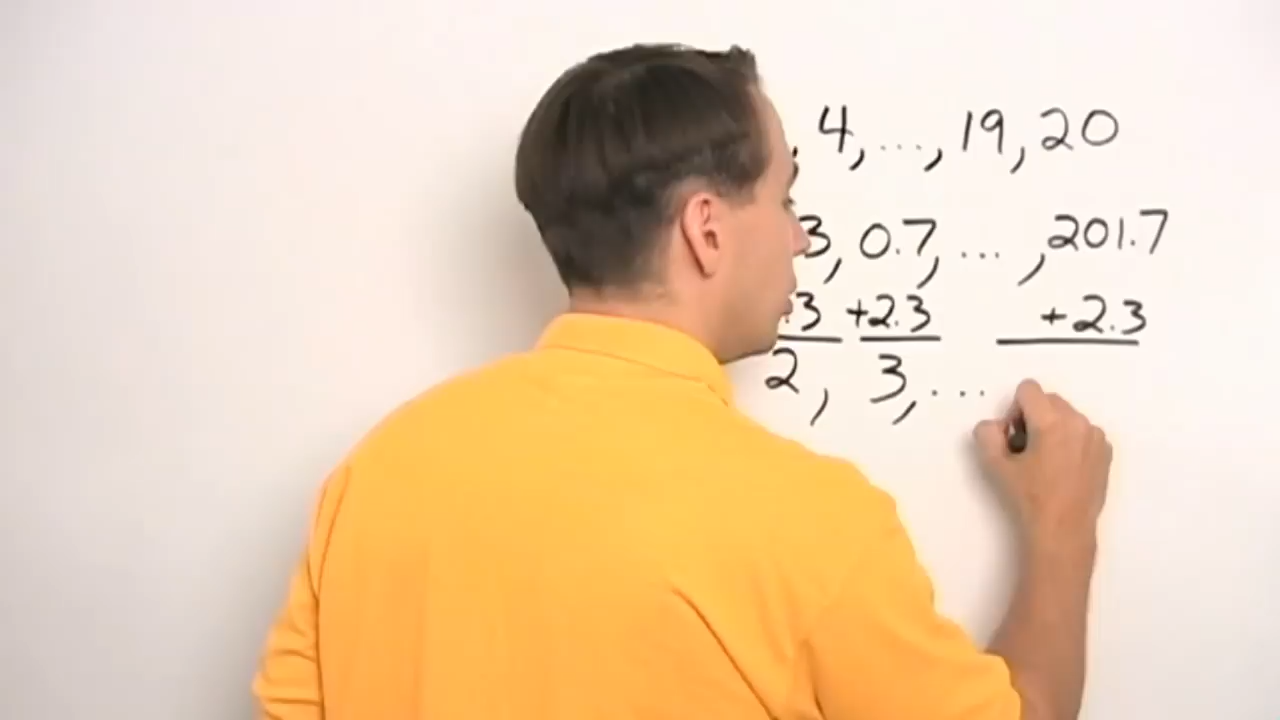 , 4, ..., 19, 20
3, 0.7, ... , 201.7
.3 +2.3 +2.3
2, 3, ...